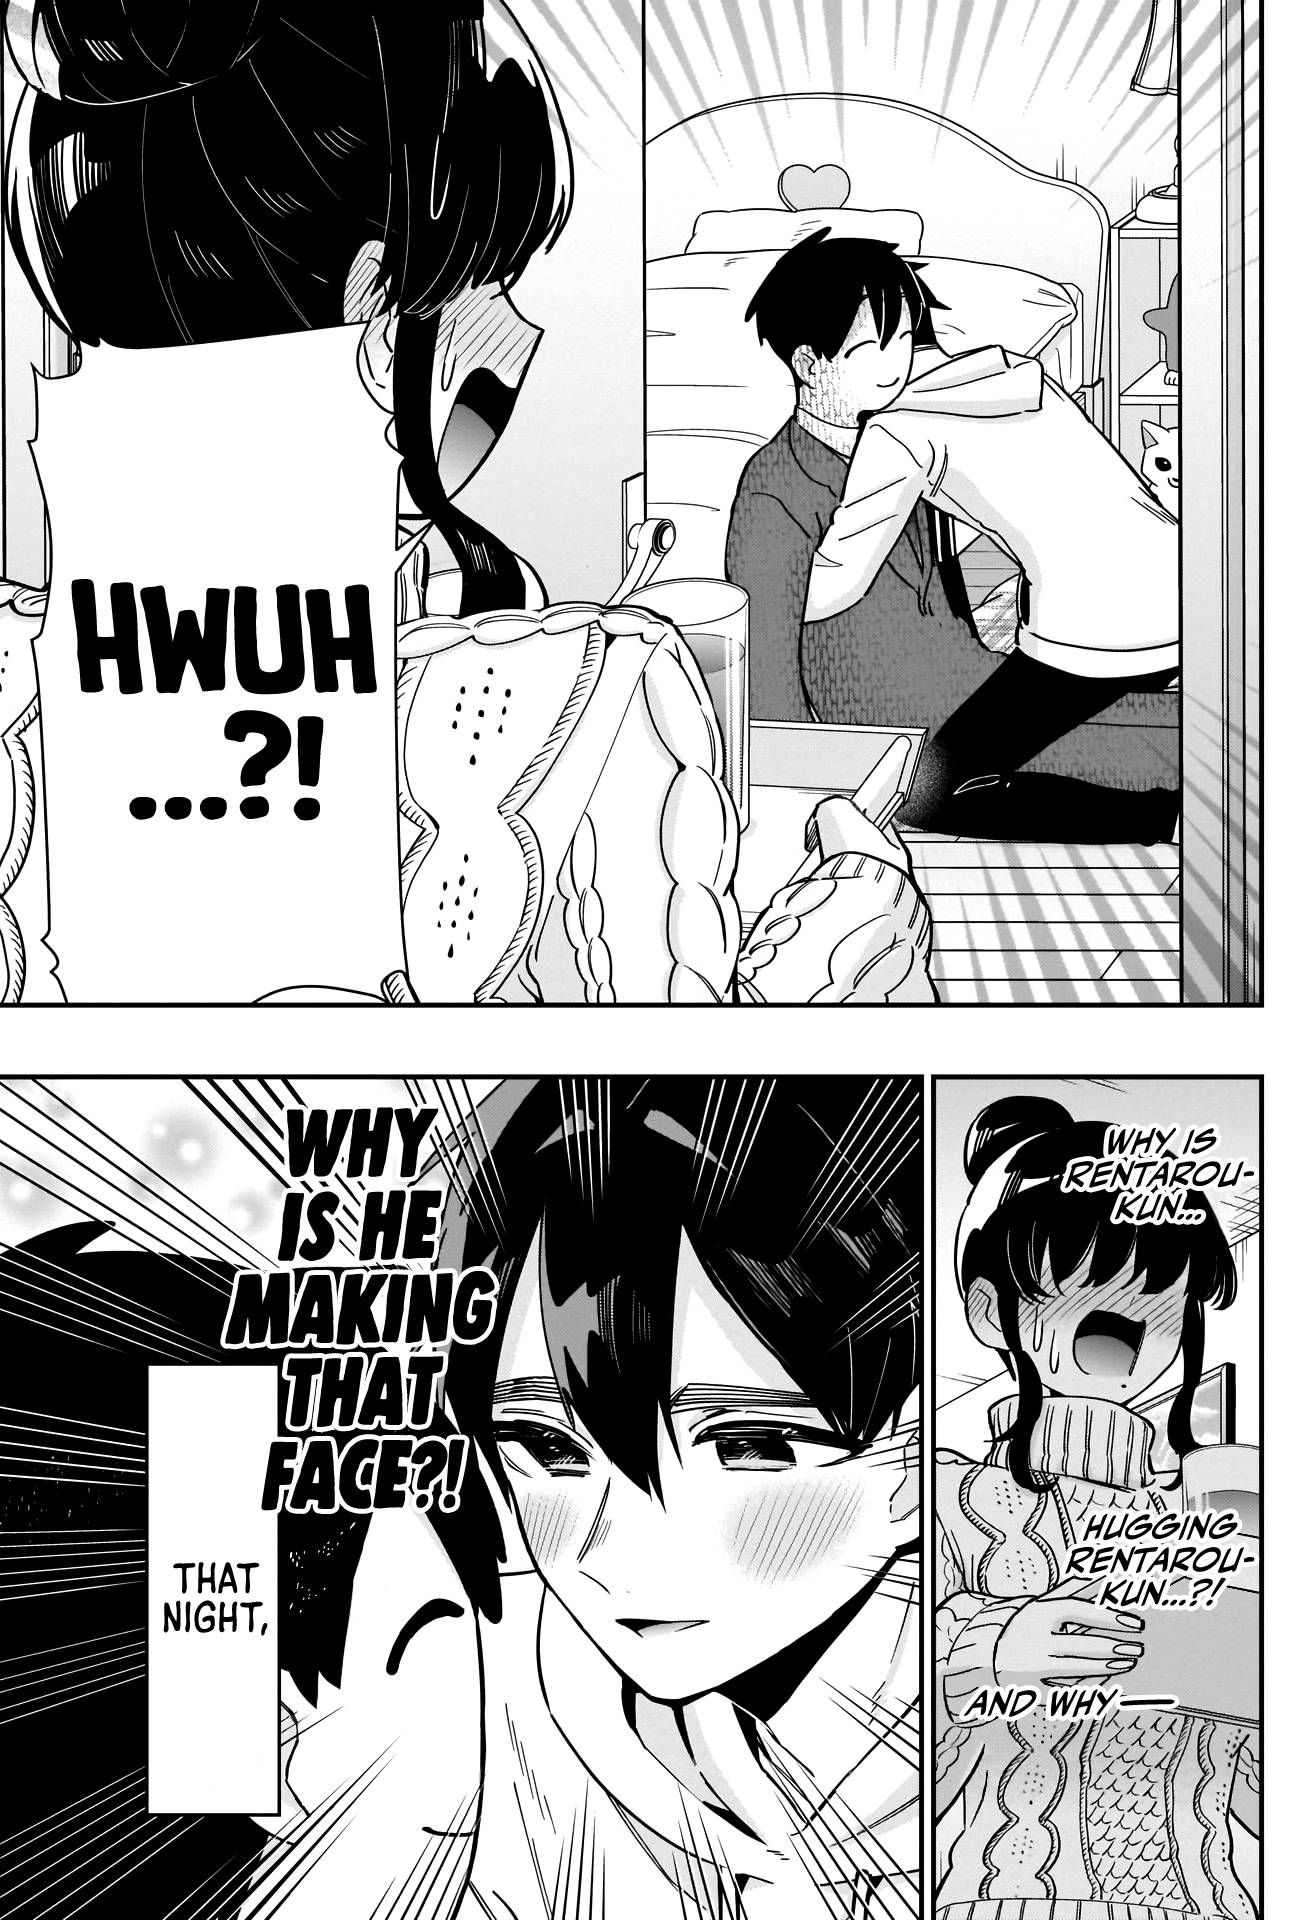 HWUH
...?!
WHY IS
RENTAROU-
KUN...
HUGGING
RENTAROU-
KUN...?!
AND WHY—
WHY
IS HE
MAKING
THAT
FACE?!
THAT
NIGHT,